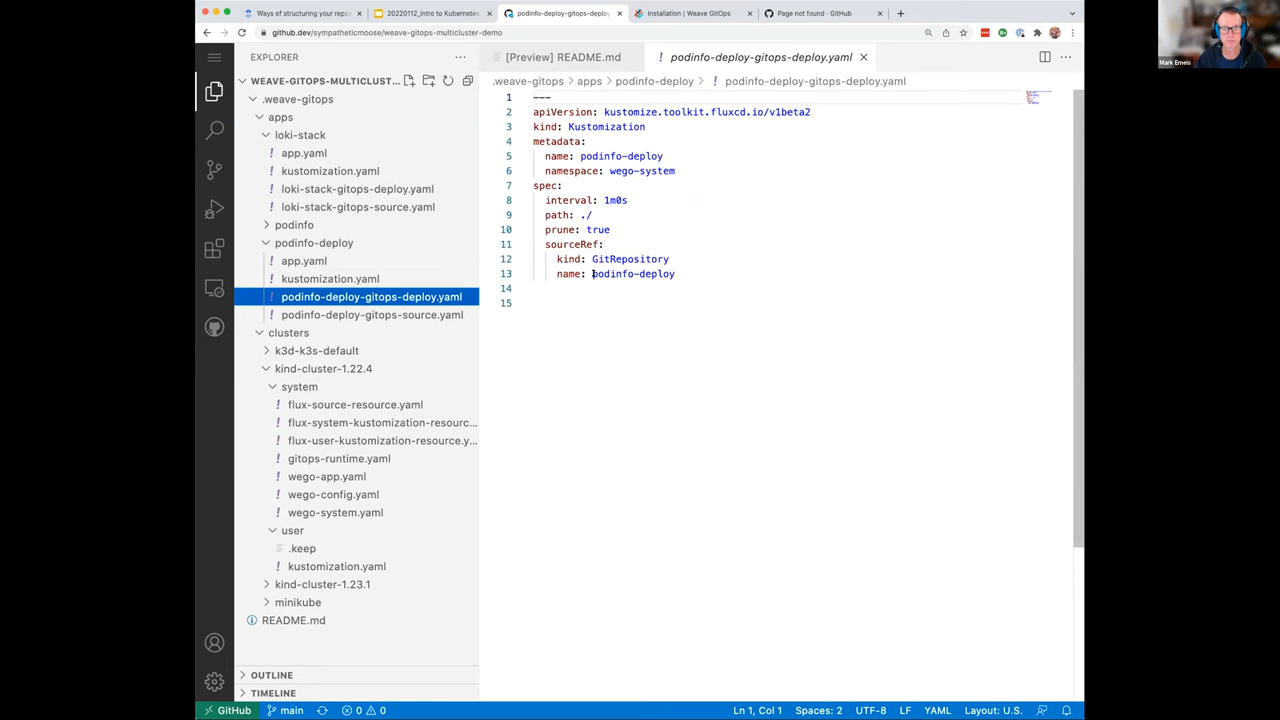 Ways of structuring your repos
20220112_Intro to Kubernetes
podinfo-deploy-gitops-deploy
Installation | Weave GitOps
Page not found · GitHub
github.dev/sympatheticmoose/weave-gitops-multicluster-demo
Mark Emeis
EXPLORER
[Preview] README.md
! podinfo-deploy-gitops-deploy.yaml
WEAVE-GITOPS-MULTICLUST...
.weave-gitops > apps > podinfo-deploy > ! podinfo-deploy-gitops-deploy.yaml
.weave-gitops
apps
loki-stack
! app.yaml
! kustomization.yaml
! loki-stack-gitops-deploy.yaml
! loki-stack-gitops-source.yaml
podinfo
podinfo-deploy
! app.yaml
! kustomization.yaml
! podinfo-deploy-gitops-deploy.yaml
! podinfo-deploy-gitops-source.yaml
clusters
k3d-k3s-default
kind-cluster-1.22.4
system
! flux-source-resource.yaml
! flux-system-kustomization-resourc...
! flux-user-kustomization-resource.y...
! gitops-runtime.yaml
! wego-app.yaml
! wego-config.yaml
! wego-system.yaml
user
.keep
! kustomization.yaml
kind-cluster-1.23.1
minikube
README.md
OUTLINE
TIMELINE
1 ---
2 apiVersion: kustomize.toolkit.fluxcd.io/v1beta2
3 kind: Kustomization
4 metadata:
5 name: podinfo-deploy
6 namespace: wego-system
7 spec:
8 interval: 1m0s
9 path: ./
10 prune: true
11 sourceRef:
12 kind: GitRepository
13 name: podinfo-deploy
14
15
GitHub main 0 0 Ln 1, Col 1 Spaces: 2 UTF-8 LF YAML Layout: U.S.